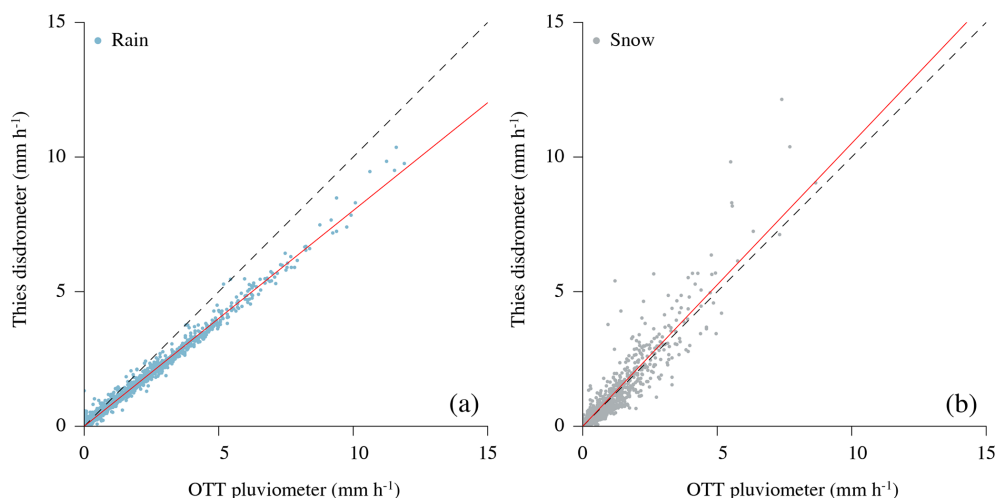 15
10
5
0
Thies disdrometer (mm h⁻¹)
Rain
(a)
0 5 10 15
OTT pluviometer (mm h⁻¹)
15
10
5
0
Thies disdrometer (mm h⁻¹)
Snow
(b)
0 5 10 15
OTT pluviometer (mm h⁻¹)